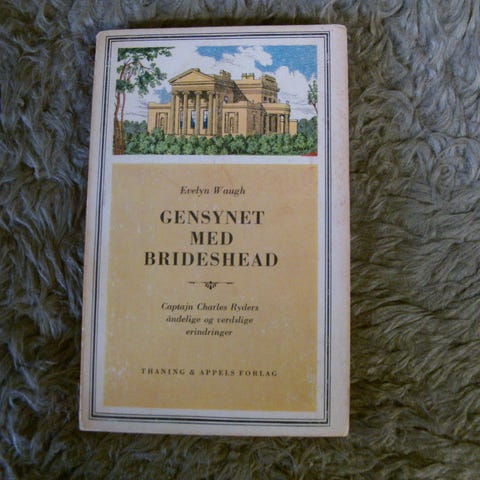 Evelyn Waugh
GENSYNET
MED
BRIDESHEAD
Captajn Charles Ryders
åndelige og verdslige
erindringer
THANING & APPELS FORLAG